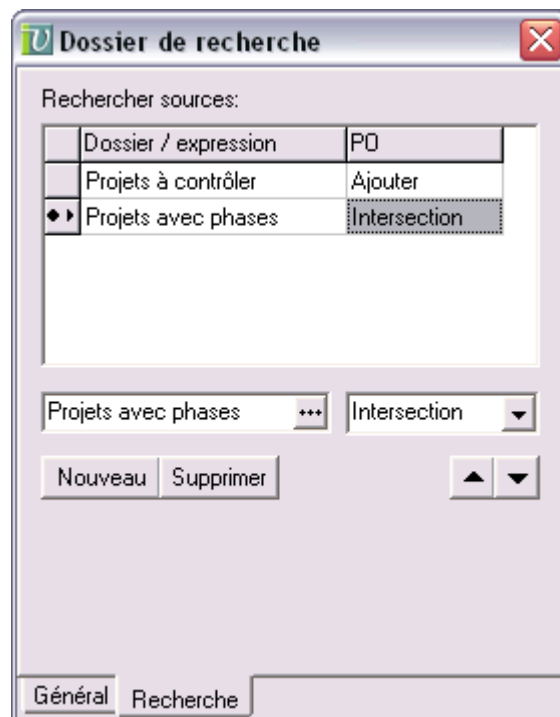 Dossier de recherche
Rechercher sources:
Dossier / expression PO
Projets à contrôler Ajouter
Projets avec phases Intersection
Projets avec phases ... Intersection
Nouveau Supprimer
Général Recherche